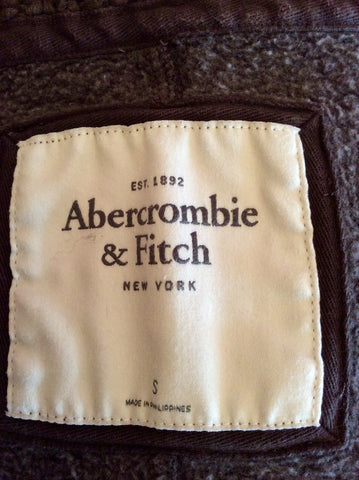 EST. 1892
Abercrombie
& Fitch
NEW YORK
S
MADE IN PHILIPPINES